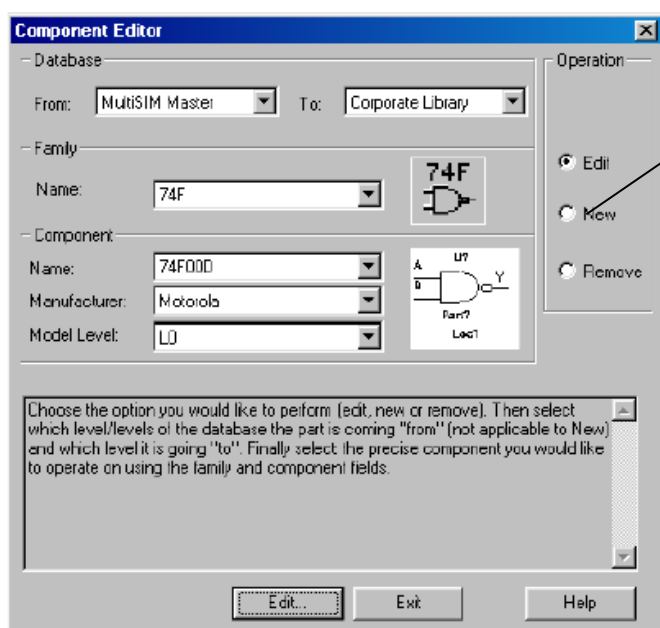 Component Editor
Database
From: MultiSIM Master To: Corporate Library
Family
Name: 74F
74F
Component
Name: 74F00D
Manufacturer: Motorola
Model Level: L0
A
B
U?
Y
Part?
Loc1
Operation
Edit
New
Remove
Choose the option you would like to perform (edit, new or remove). Then select
which level/levels of the database the part is coming "from" (not applicable to New)
and which level it is going "to". Finally select the precise component you would like
to operate on using the family and component fields.
Edit... Exit Help